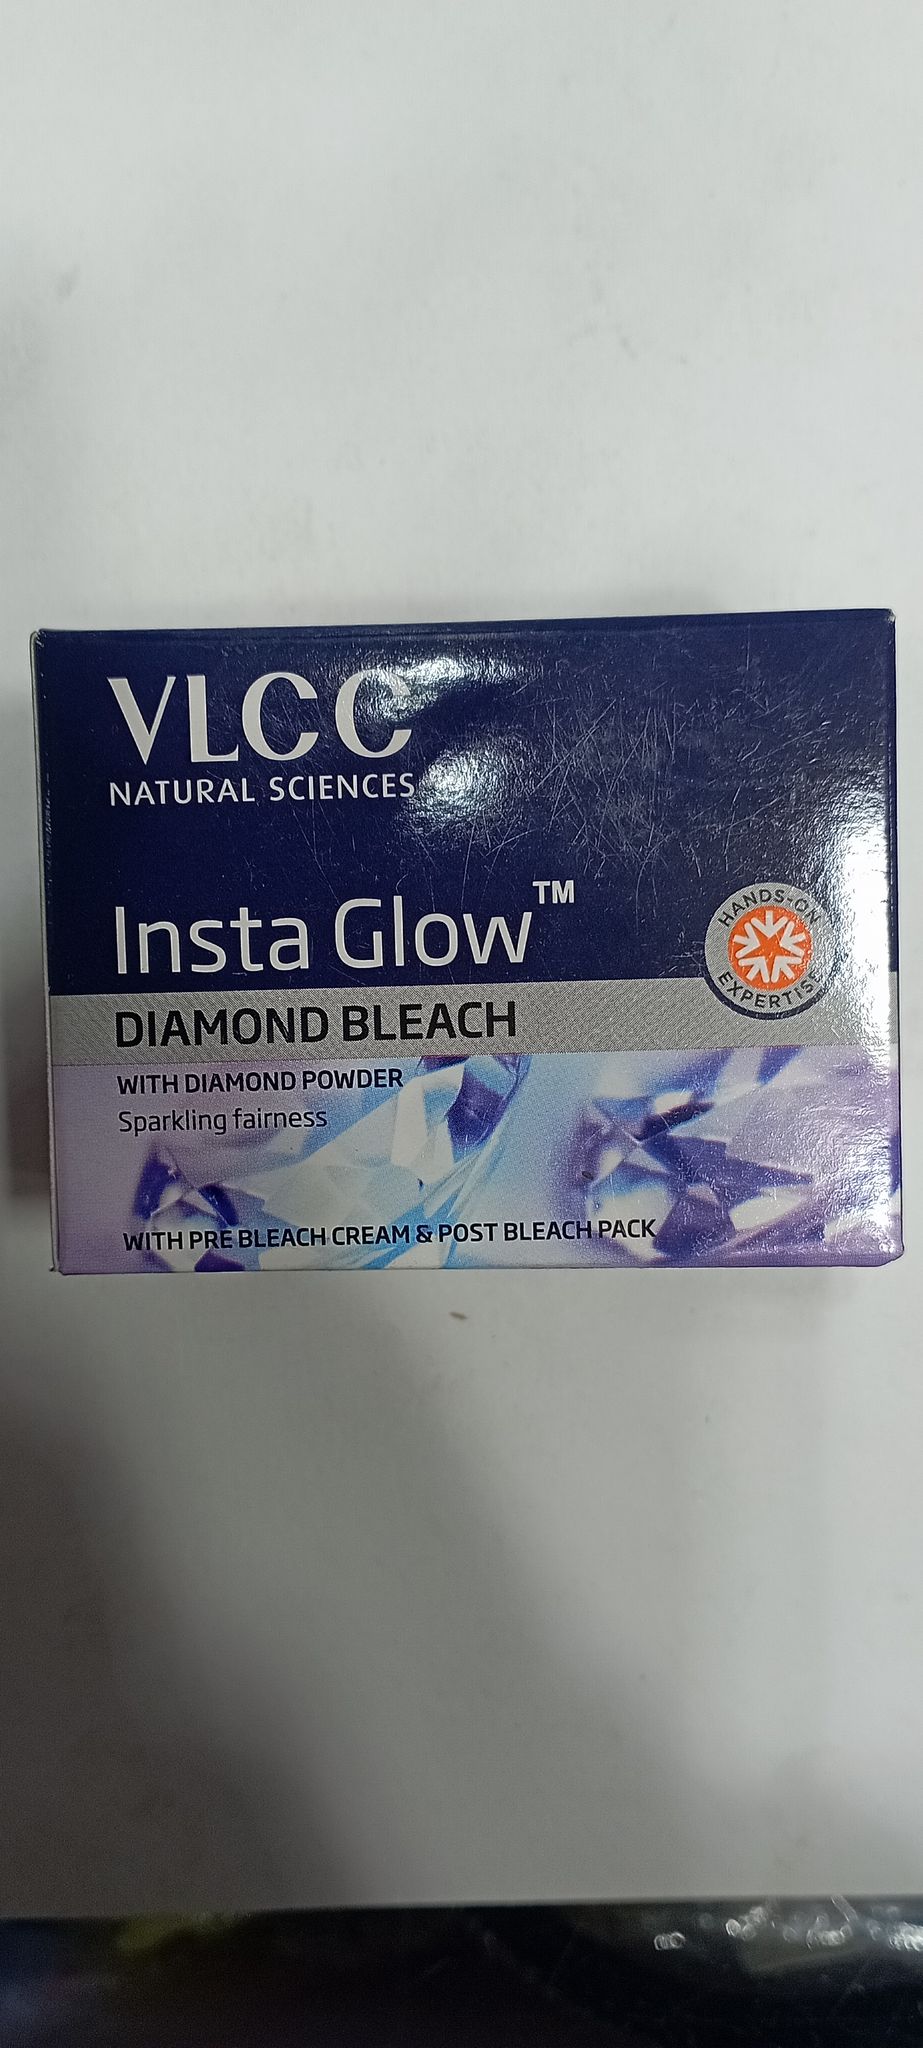 VLCC
NATURAL SCIENCES
Insta Glow™
HANDS-ON
EXPERTISE
DIAMOND BLEACH
WITH DIAMOND POWDER
Sparkling fairness
WITH PRE BLEACH CREAM & POST BLEACH PACK